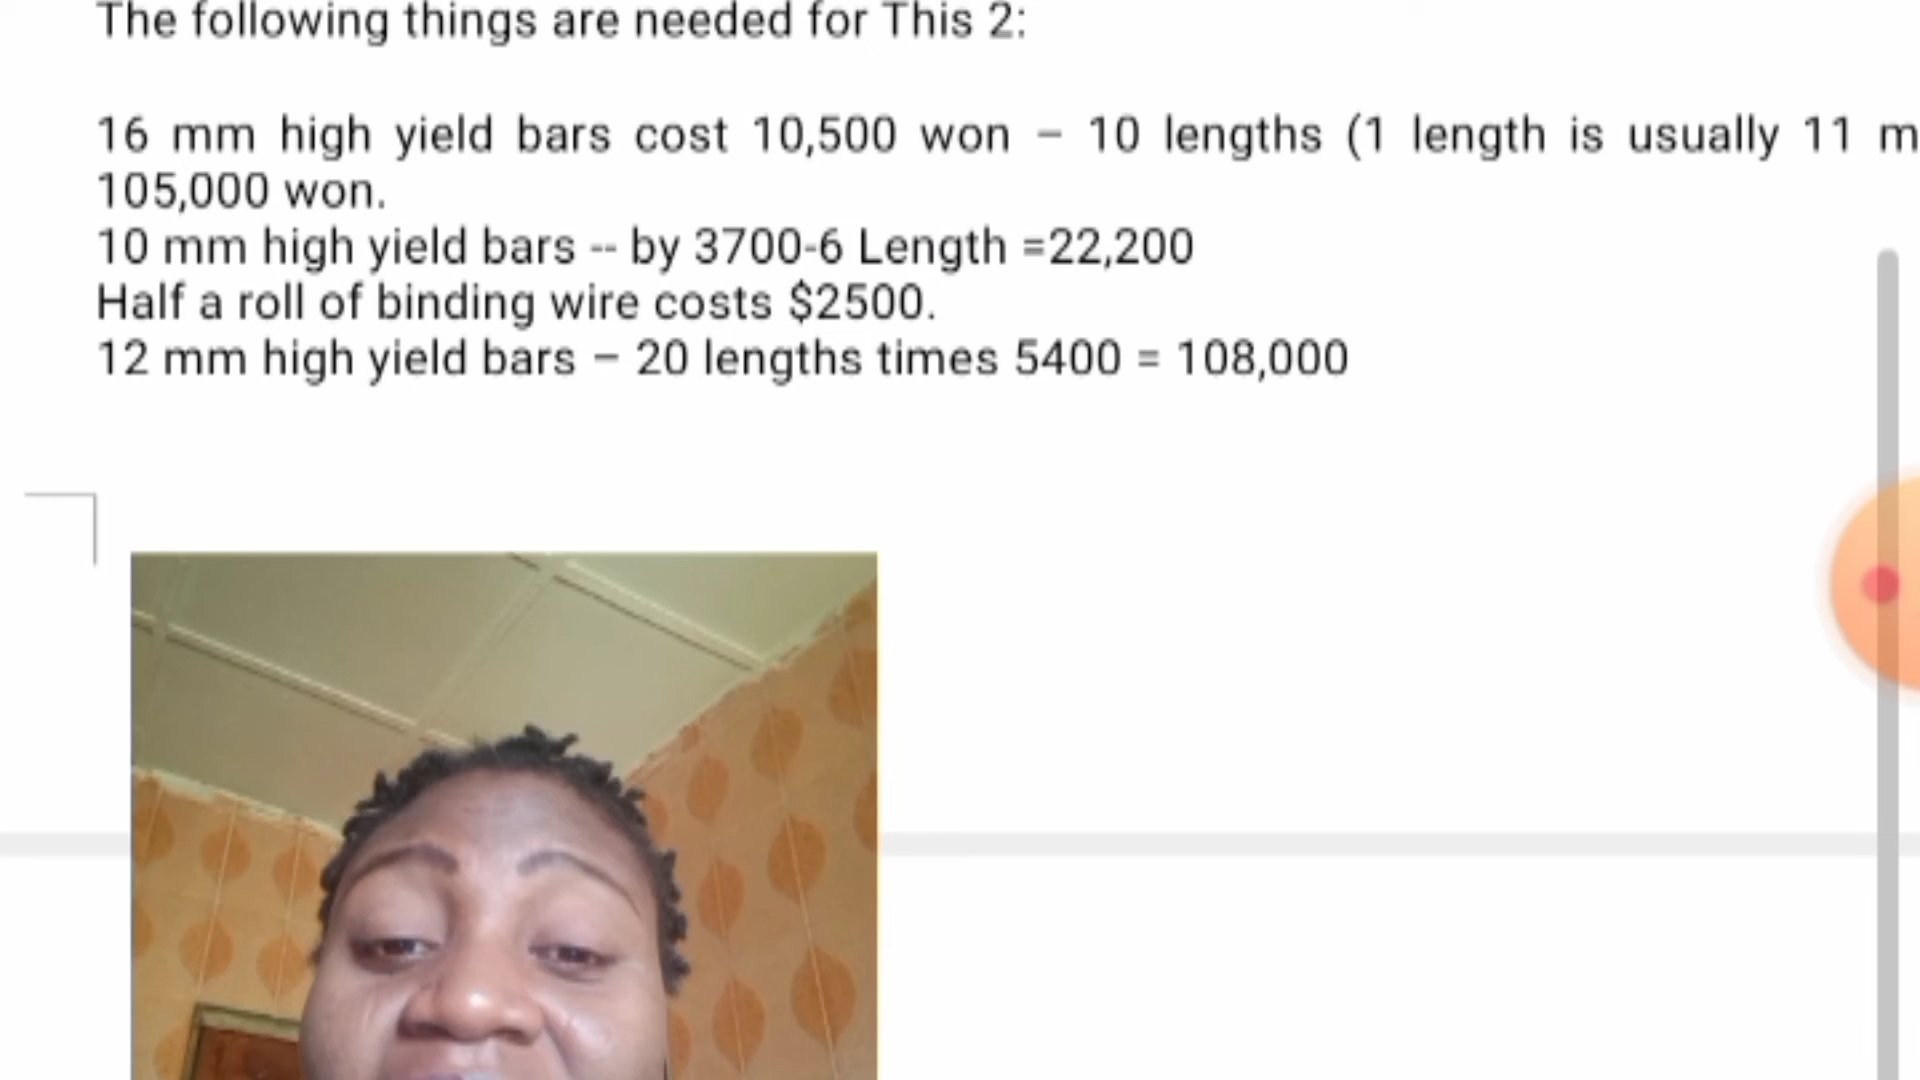 The following things are needed for This 2:
16 mm high yield bars cost 10,500 won – 10 lengths (1 length is usually 11 m
105,000 won.
10 mm high yield bars -- by 3700-6 Length =22,200
Half a roll of binding wire costs $2500.
12 mm high yield bars – 20 lengths times 5400 = 108,000